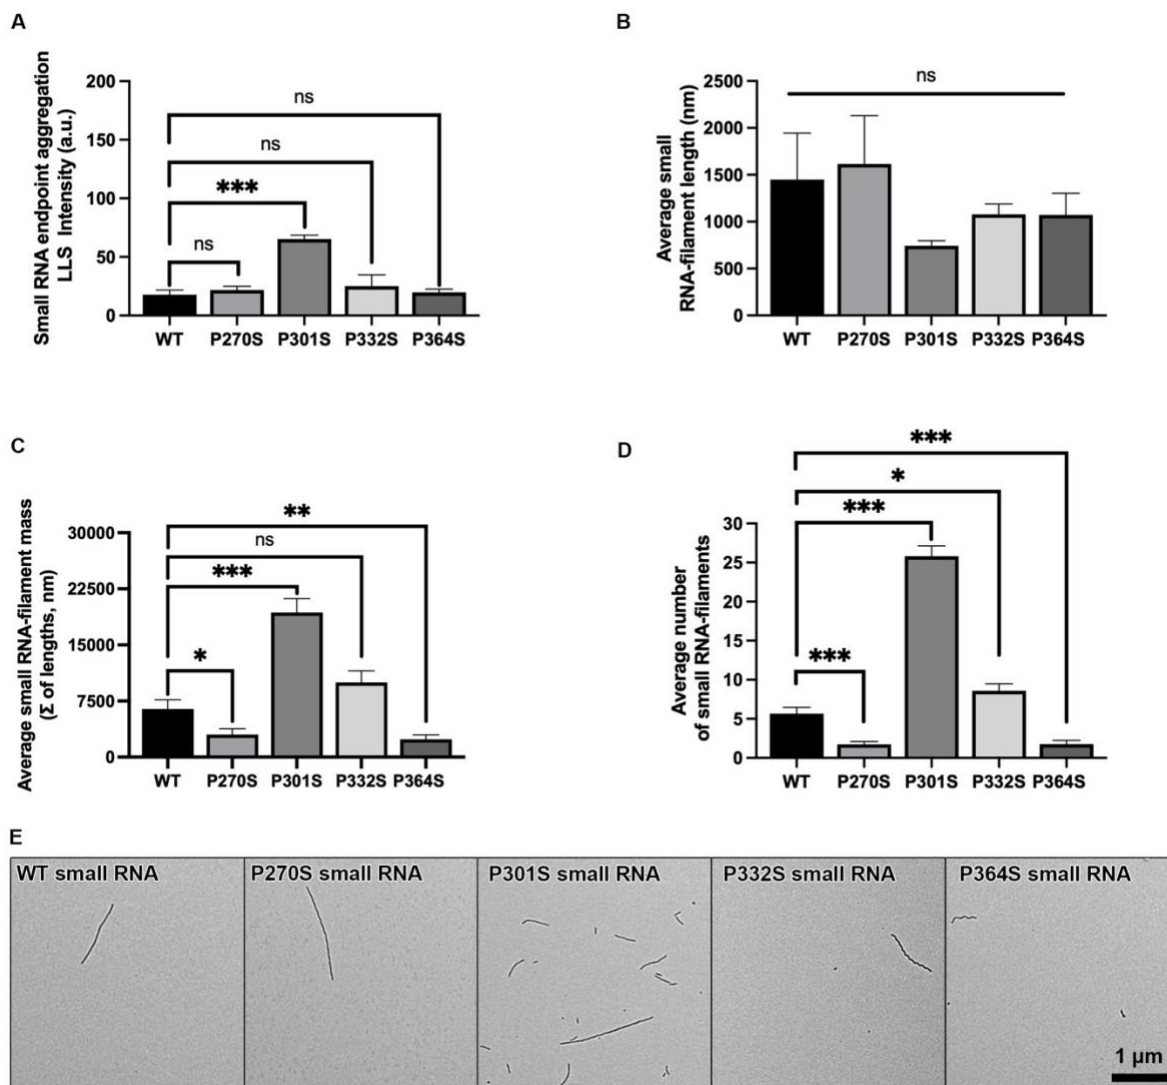 A
Small RNA endpoint aggregation
LLS Intensity (a.u.)
200
150
100
50
0
ns
ns
***
ns
WT P270S P301S P332S P364S
B
Average small
RNA-filament length (nm)
2500
2000
1500
1000
500
0
ns
WT P270S P301S P332S P364S
C
Average small RNA-filament mass
(Σ of lengths, nm)
30000
22500
15000
7500
0
**
ns
***
*
WT P270S P301S P332S P364S
D
Average number
of small RNA-filaments
30
25
20
15
10
5
0
***
*
***
***
WT P270S P301S P332S P364S
E
WT small RNA P270S small RNA P301S small RNA P332S small RNA P364S small RNA
1 µm